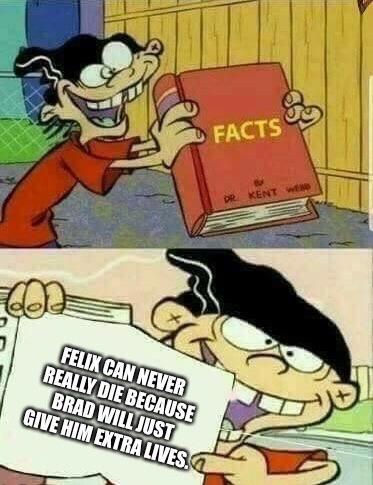 FACTS
BY
DR. KENT WEBB
FELIX CAN NEVER
REALLY DIE BECAUSE
BRAD WILL JUST
GIVE HIM EXTRA LIVES.